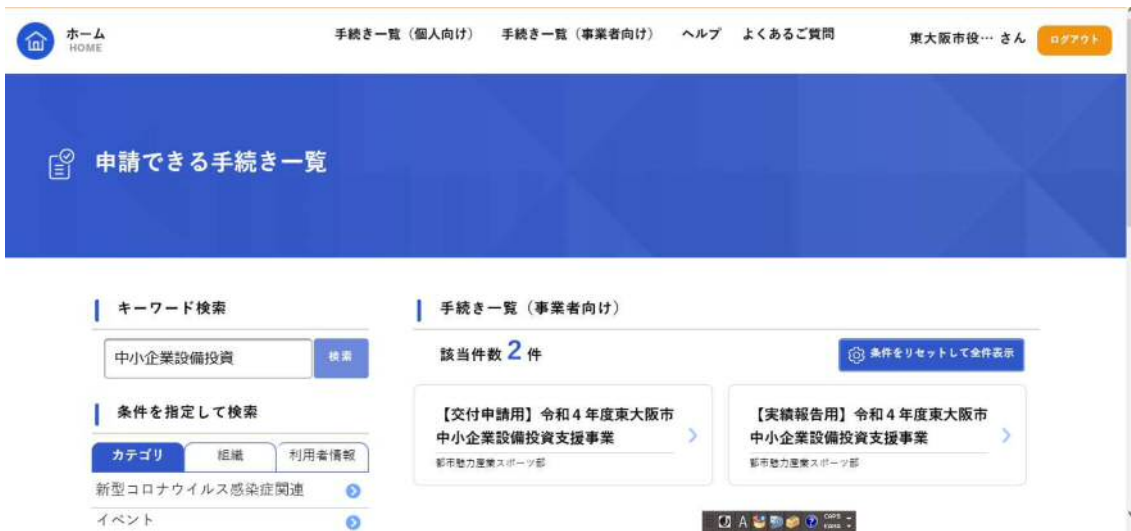 ホーム
HOME
手続き一覧（個人向け）
手続き一覧（事業者向け）
ヘルプ
よくあるご質問
東大阪市役… さん
ログアウト
申請できる手続き一覧
キーワード検索
中小企業設備投資
検索
条件を指定して検索
カテゴリ
組織
利用者情報
新型コロナウイルス感染症関連
イベント
手続き一覧（事業者向け）
該当件数 2 件
条件をリセットして全件表示
【交付申請用】令和４年度東大阪市
中小企業設備投資支援事業
都市魅力産業スポーツ部
【実績報告用】令和４年度東大阪市
中小企業設備投資支援事業
都市魅力産業スポーツ部
A
CAPS
KANA